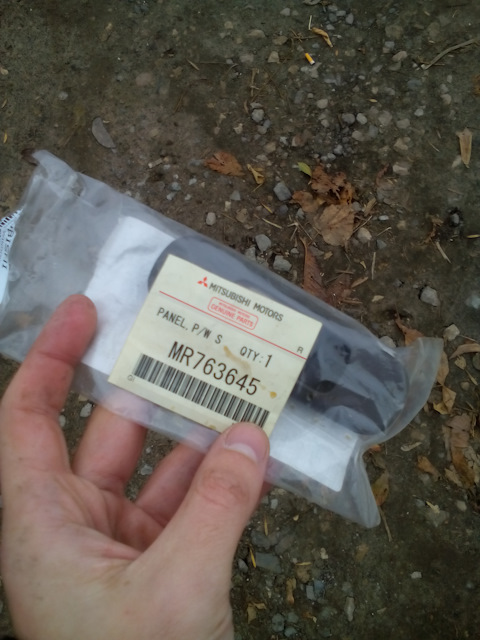 MITSUBISHI MOTORS
GENUINE PARTS
PANEL, P/W S QTY:1
R
MR763645